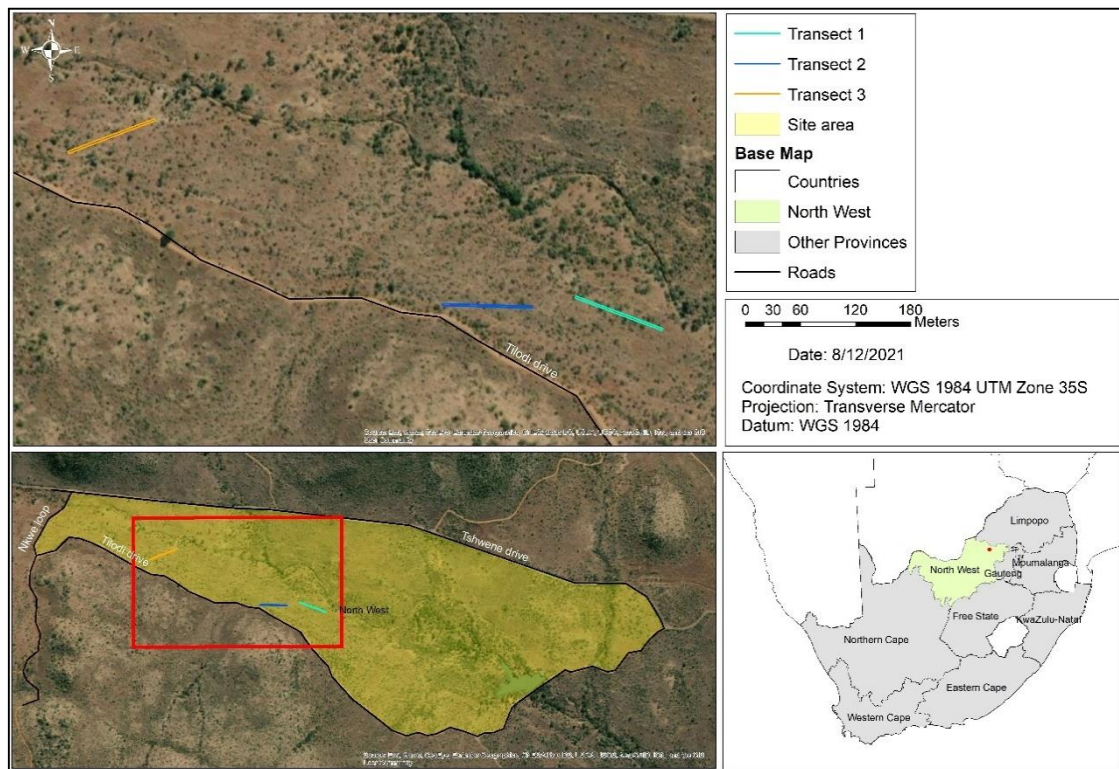 N
W
E
S
Tilodi drive
Transect 1
Transect 2
Transect 3
Site area
Base Map
Countries
North West
Other Provinces
Roads
0 30 60 120 180
Meters
Date: 8/12/2021
Coordinate System: WGS 1984 UTM Zone 35S
Projection: Transverse Mercator
Datum: WGS 1984
Nkwe loop
Tilodi drive
Tshwene drive
North West
Limpopo
Mpumalanga
North West
Gauteng
Free State
KwaZulu-Natal
Northern Cape
Eastern Cape
Western Cape